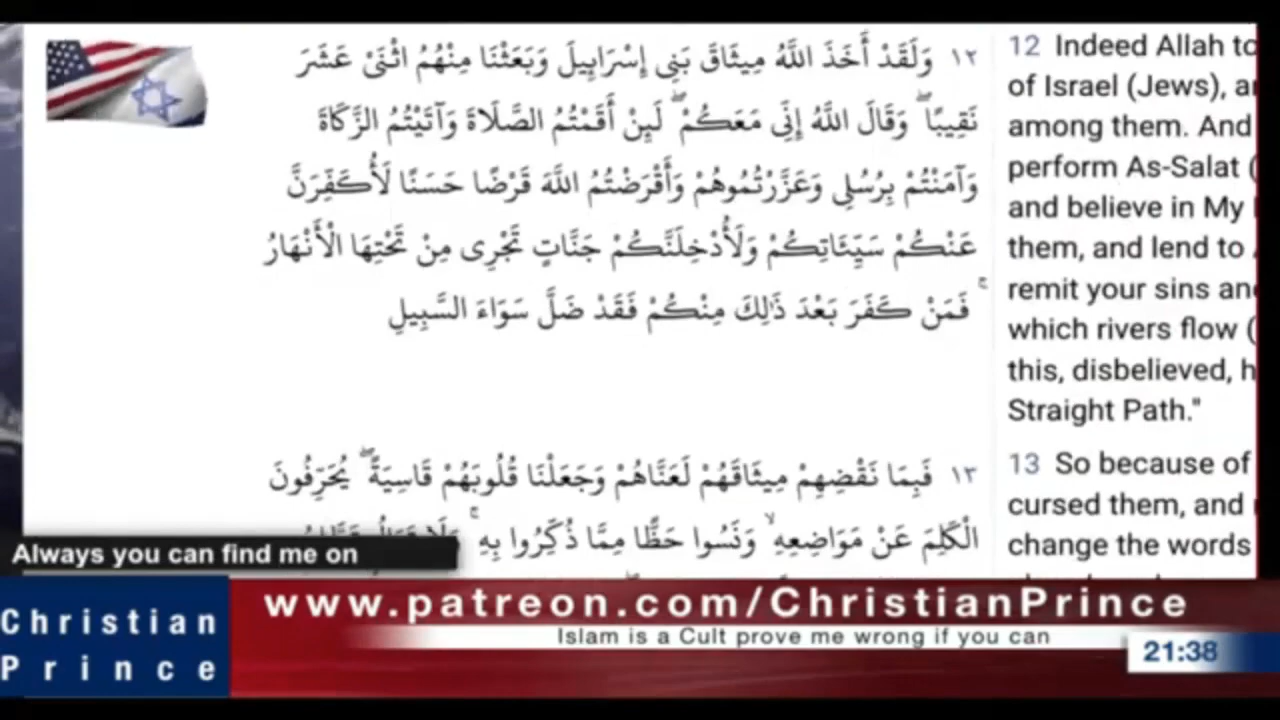 ١٢ وَلَقَدْ أَخَذَ اللَّهُ مِيثَاقَ بَنِى إِسْرَايِيلَ وَبَعَثْنَا مِنْهُمُ اثْنَىْ عَشَرَ
نَقِيبًا ۖ وَقَالَ اللَّهُ إِنِّى مَعَكُمْ ۖ لَيِنْ أَقَمْتُمُ الصَّلَاةَ وَآتَيْتُمُ الزَّكَاةَ
وَآمَنْتُمْ بِرُسُلِى وَعَزَّرْتُمُوهُمْ وَأَقْرَضْتُمُ اللَّهَ قَرْضًا حَسَنًا لَأُكَفِّرَنَّ
عَنْكُمْ سَيِّئَاتِكُمْ وَلَأُدْخِلَنَّكُمْ جَنَّاتٍ تَجْرِى مِنْ تَحْتِهَا الْأَنْهَارُ
ۚ فَمَنْ كَفَرَ بَعْدَ ذَٰلِكَ مِنْكُمْ فَقَدْ ضَلَّ سَوَاءَ السَّبِيلِ
١٣ فَبِمَا نَقْضِهِمْ مِيثَاقَهُمْ لَعَنَّاهُمْ وَجَعَلْنَا قُلُوبَهُمْ قَاسِيَةً ۖ يُحَرِّفُونَ
الْكَلِمَ عَنْ مَوَاضِعِهِ ۙ وَنَسُوا حَظًّا مِمَّا ذُكِّرُوا بِهِ ۚ
12 Indeed Allah to
of Israel (Jews), a
among them. And
perform As-Salat (
and believe in My
them, and lend to
remit your sins an
which rivers flow (
this, disbelieved, h
Straight Path."
13 So because of
cursed them, and
change the words
Always you can find me on
www.patreon.com/ChristianPrince
Christian
Prince
Islam is a Cult prove me wrong if you can
21:38